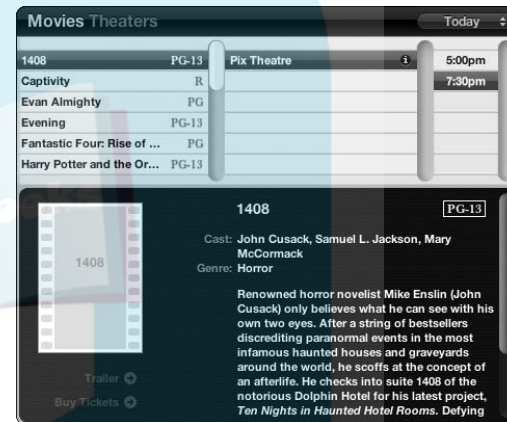 Movies Theaters Today
1408 PG-13 Pix Theatre 5:00pm
Captivity R 7:30pm
Evan Almighty PG
Evening PG-13
Fantastic Four: Rise of ... PG
Harry Potter and the Or... PG-13
1408 PG-13
1408
Cast: John Cusack, Samuel L. Jackson, Mary
McCormack
Genre: Horror
Renowned horror novelist Mike Enslin (John
Cusack) only believes what he can see with his
own two eyes. After a string of bestsellers
discrediting paranormal events in the most
infamous haunted houses and graveyards
around the world, he scoffs at the concept of
an afterlife. He checks into suite 1408 of the
notorious Dolphin Hotel for his latest project,
Ten Nights in Haunted Hotel Rooms. Defying
Trailer
Buy Tickets